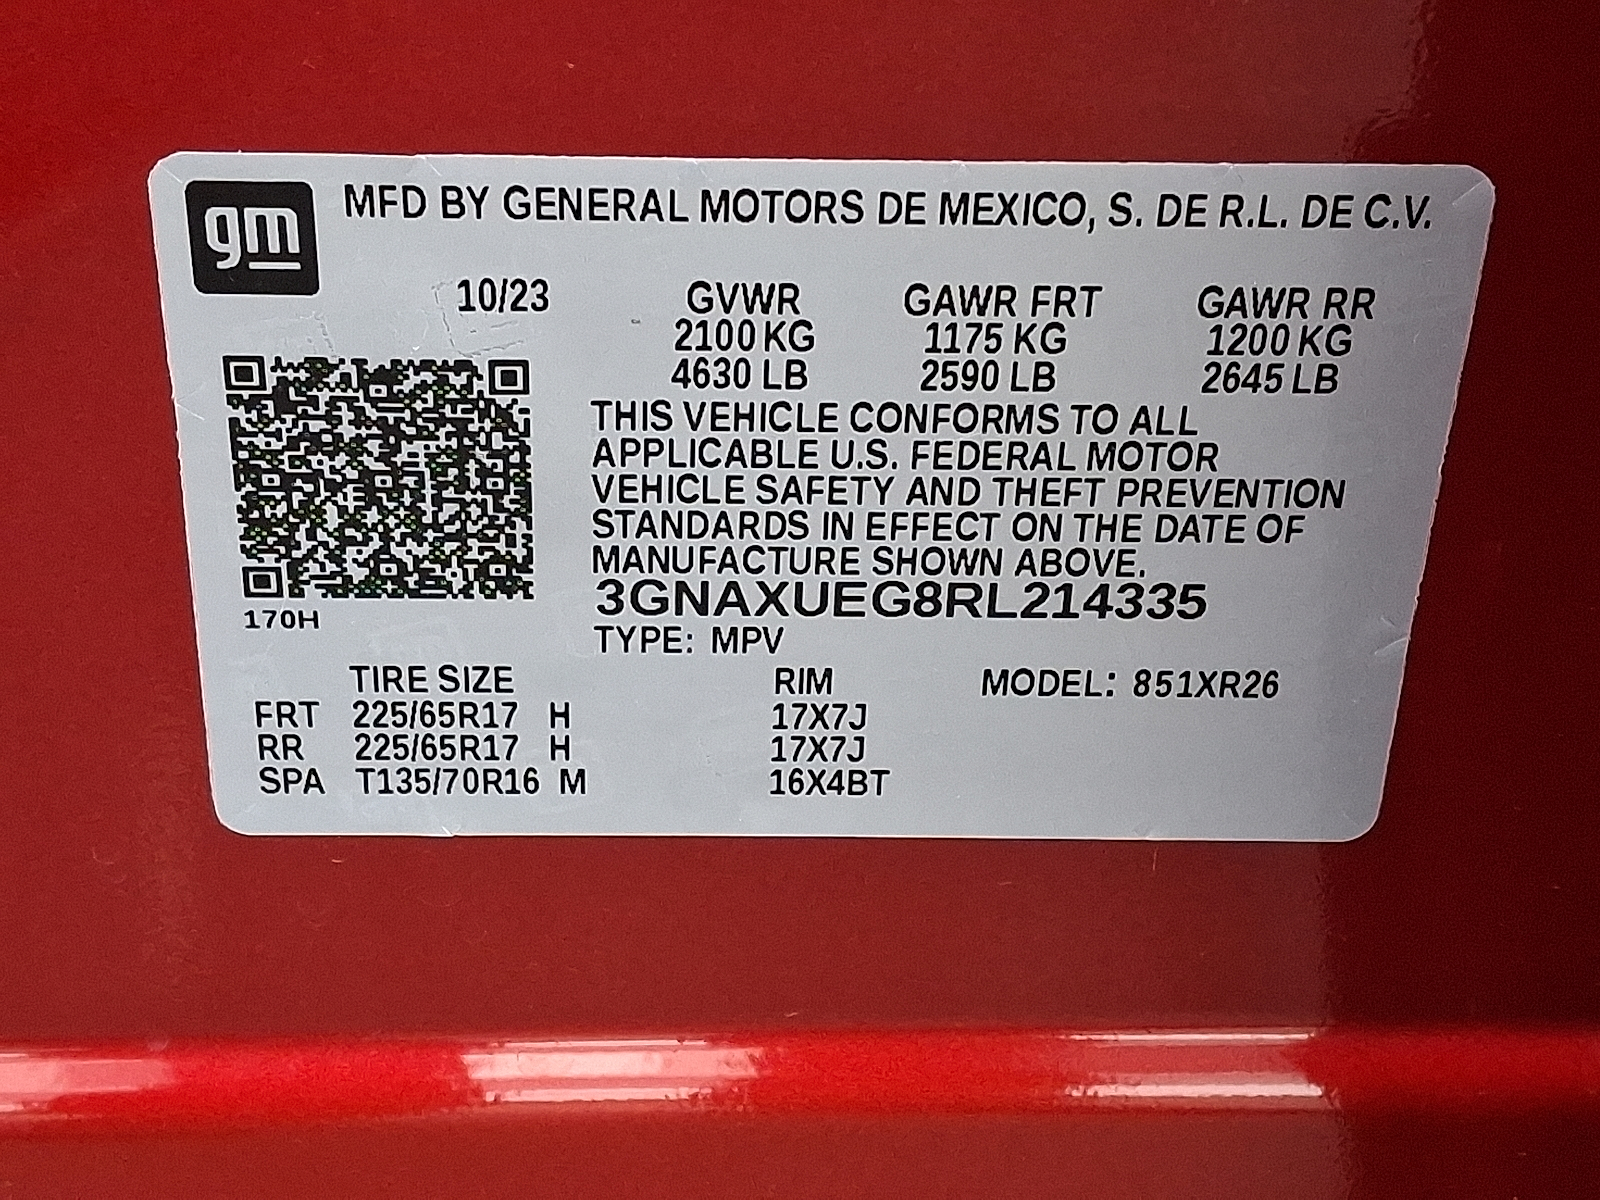 gm MFD BY GENERAL MOTORS DE MEXICO, S. DE R.L. DE C.V.
10/23 GVWR GAWR FRT GAWR RR
2100 KG 1175 KG 1200 KG
4630 LB 2590 LB 2645 LB
THIS VEHICLE CONFORMS TO ALL
APPLICABLE U.S. FEDERAL MOTOR
VEHICLE SAFETY AND THEFT PREVENTION
STANDARDS IN EFFECT ON THE DATE OF
MANUFACTURE SHOWN ABOVE.
3GNAXUEG8RL214335
170H
TYPE: MPV
TIRE SIZE RIM MODEL: 851XR26
FRT 225/65R17 H 17X7J
RR 225/65R17 H 17X7J
SPA T135/70R16 M 16X4BT